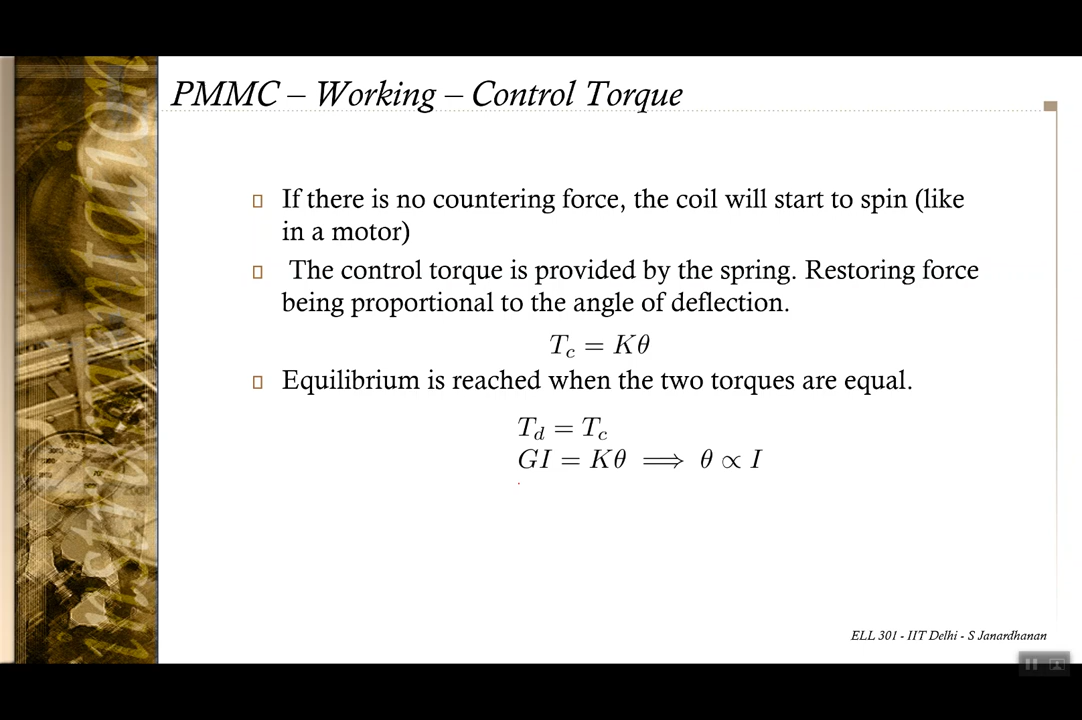 PMMC – Working – Control Torque
If there is no countering force, the coil will start to spin (like
in a motor)
The control torque is provided by the spring. Restoring force
being proportional to the angle of deflection.
T_c = Kθ
Equilibrium is reached when the two torques are equal.
T_d = T_c
GI = Kθ ⟹ θ ∝ I
instrumentation
ELL 301 - IIT Delhi - S Janardhanan